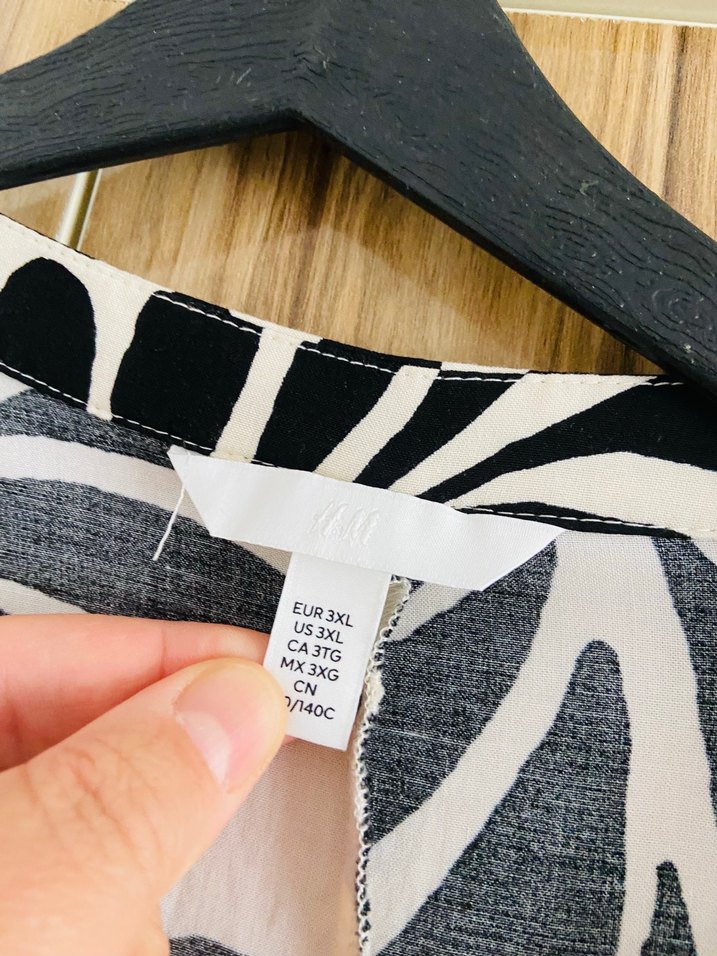 H&M
EUR 3XL
US 3XL
CA 3TG
MX 3XG
CN
/140C